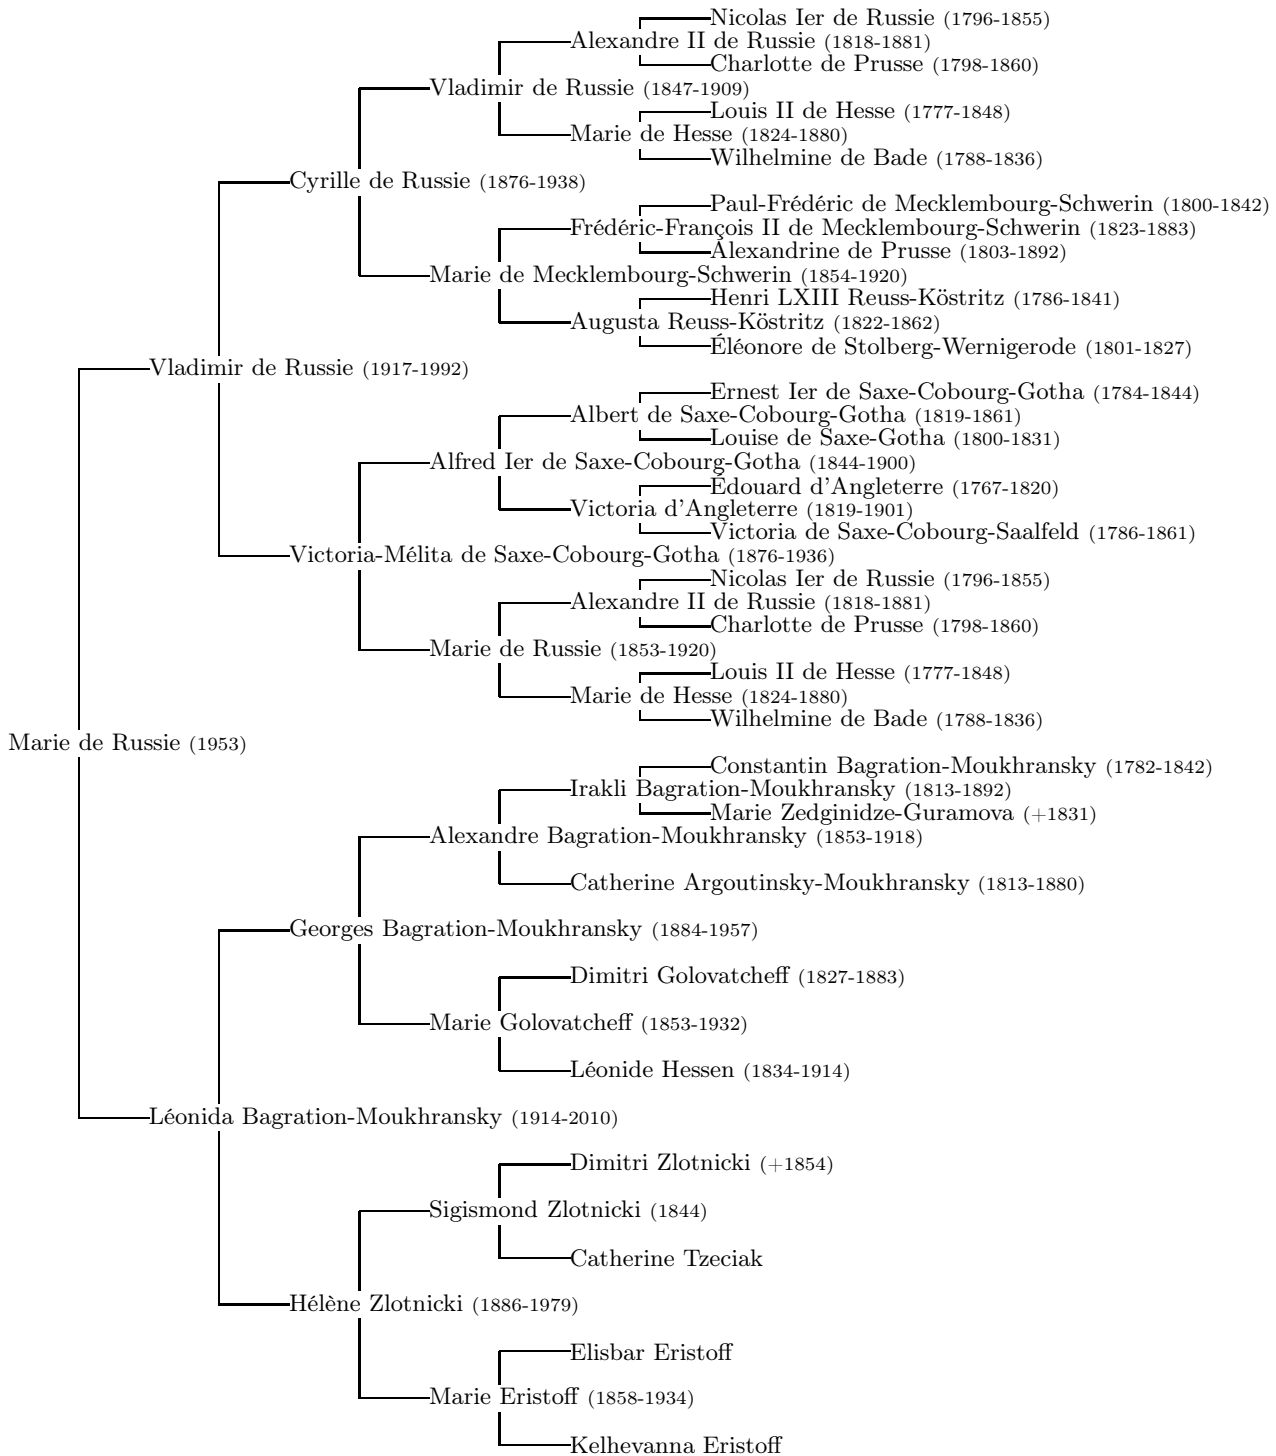 Nicolas Ier de Russie (1796-1855)
Alexandre II de Russie (1818-1881)
Charlotte de Prusse (1798-1860)
Vladimir de Russie (1847-1909)
Louis II de Hesse (1777-1848)
Marie de Hesse (1824-1880)
Wilhelmine de Bade (1788-1836)
Cyrille de Russie (1876-1938)
Paul-Frédéric de Mecklembourg-Schwerin (1800-1842)
Frédéric-François II de Mecklembourg-Schwerin (1823-1883)
Alexandrine de Prusse (1803-1892)
Marie de Mecklembourg-Schwerin (1854-1920)
Henri LXIII Reuss-Köstritz (1786-1841)
Augusta Reuss-Köstritz (1822-1862)
Éléonore de Stolberg-Wernigerode (1801-1827)
Vladimir de Russie (1917-1992)
Ernest Ier de Saxe-Cobourg-Gotha (1784-1844)
Albert de Saxe-Cobourg-Gotha (1819-1861)
Louise de Saxe-Gotha (1800-1831)
Alfred Ier de Saxe-Cobourg-Gotha (1844-1900)
Édouard d'Angleterre (1767-1820)
Victoria d'Angleterre (1819-1901)
Victoria de Saxe-Cobourg-Saalfeld (1786-1861)
Victoria-Mélita de Saxe-Cobourg-Gotha (1876-1936)
Nicolas Ier de Russie (1796-1855)
Alexandre II de Russie (1818-1881)
Charlotte de Prusse (1798-1860)
Marie de Russie (1853-1920)
Louis II de Hesse (1777-1848)
Marie de Hesse (1824-1880)
Wilhelmine de Bade (1788-1836)
Marie de Russie (1953)
Constantin Bagration-Moukhransky (1782-1842)
Irakli Bagration-Moukhransky (1813-1892)
Marie Zedginidze-Guramova (+1831)
Alexandre Bagration-Moukhransky (1853-1918)
Catherine Argoutinsky-Moukhransky (1813-1880)
Georges Bagration-Moukhransky (1884-1957)
Dimitri Golovatcheff (1827-1883)
Marie Golovatcheff (1853-1932)
Léonide Hessen (1834-1914)
Léonida Bagration-Moukhransky (1914-2010)
Dimitri Zlotnicki (+1854)
Sigismond Zlotnicki (1844)
Catherine Tzeciak
Hélène Zlotnicki (1886-1979)
Elisbar Eristoff
Marie Eristoff (1858-1934)
Kelhevanna Eristoff